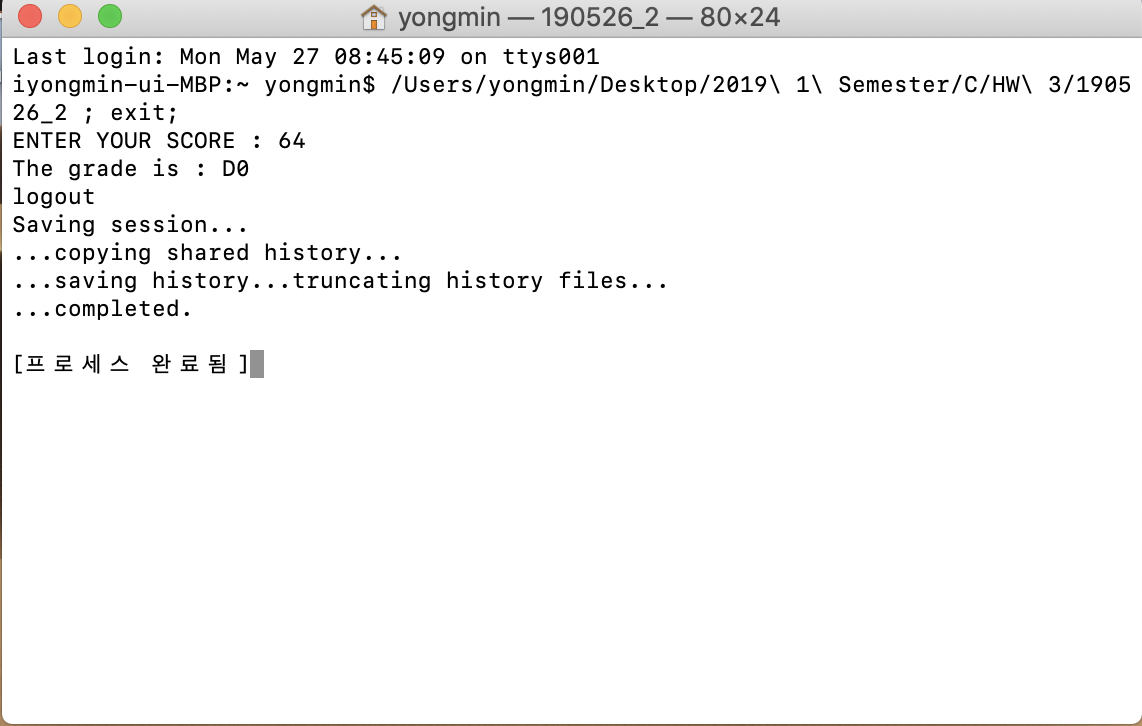 yongmin — 190526_2 — 80×24
Last login: Mon May 27 08:45:09 on ttys001
iyongmin-ui-MBP:~ yongmin$ /Users/yongmin/Desktop/2019\ 1\ Semester/C/HW\ 3/1905
26_2 ; exit;
ENTER YOUR SCORE : 64
The grade is : D0
logout
Saving session...
...copying shared history...
...saving history...truncating history files...
...completed.
[프로세스 완료됨]